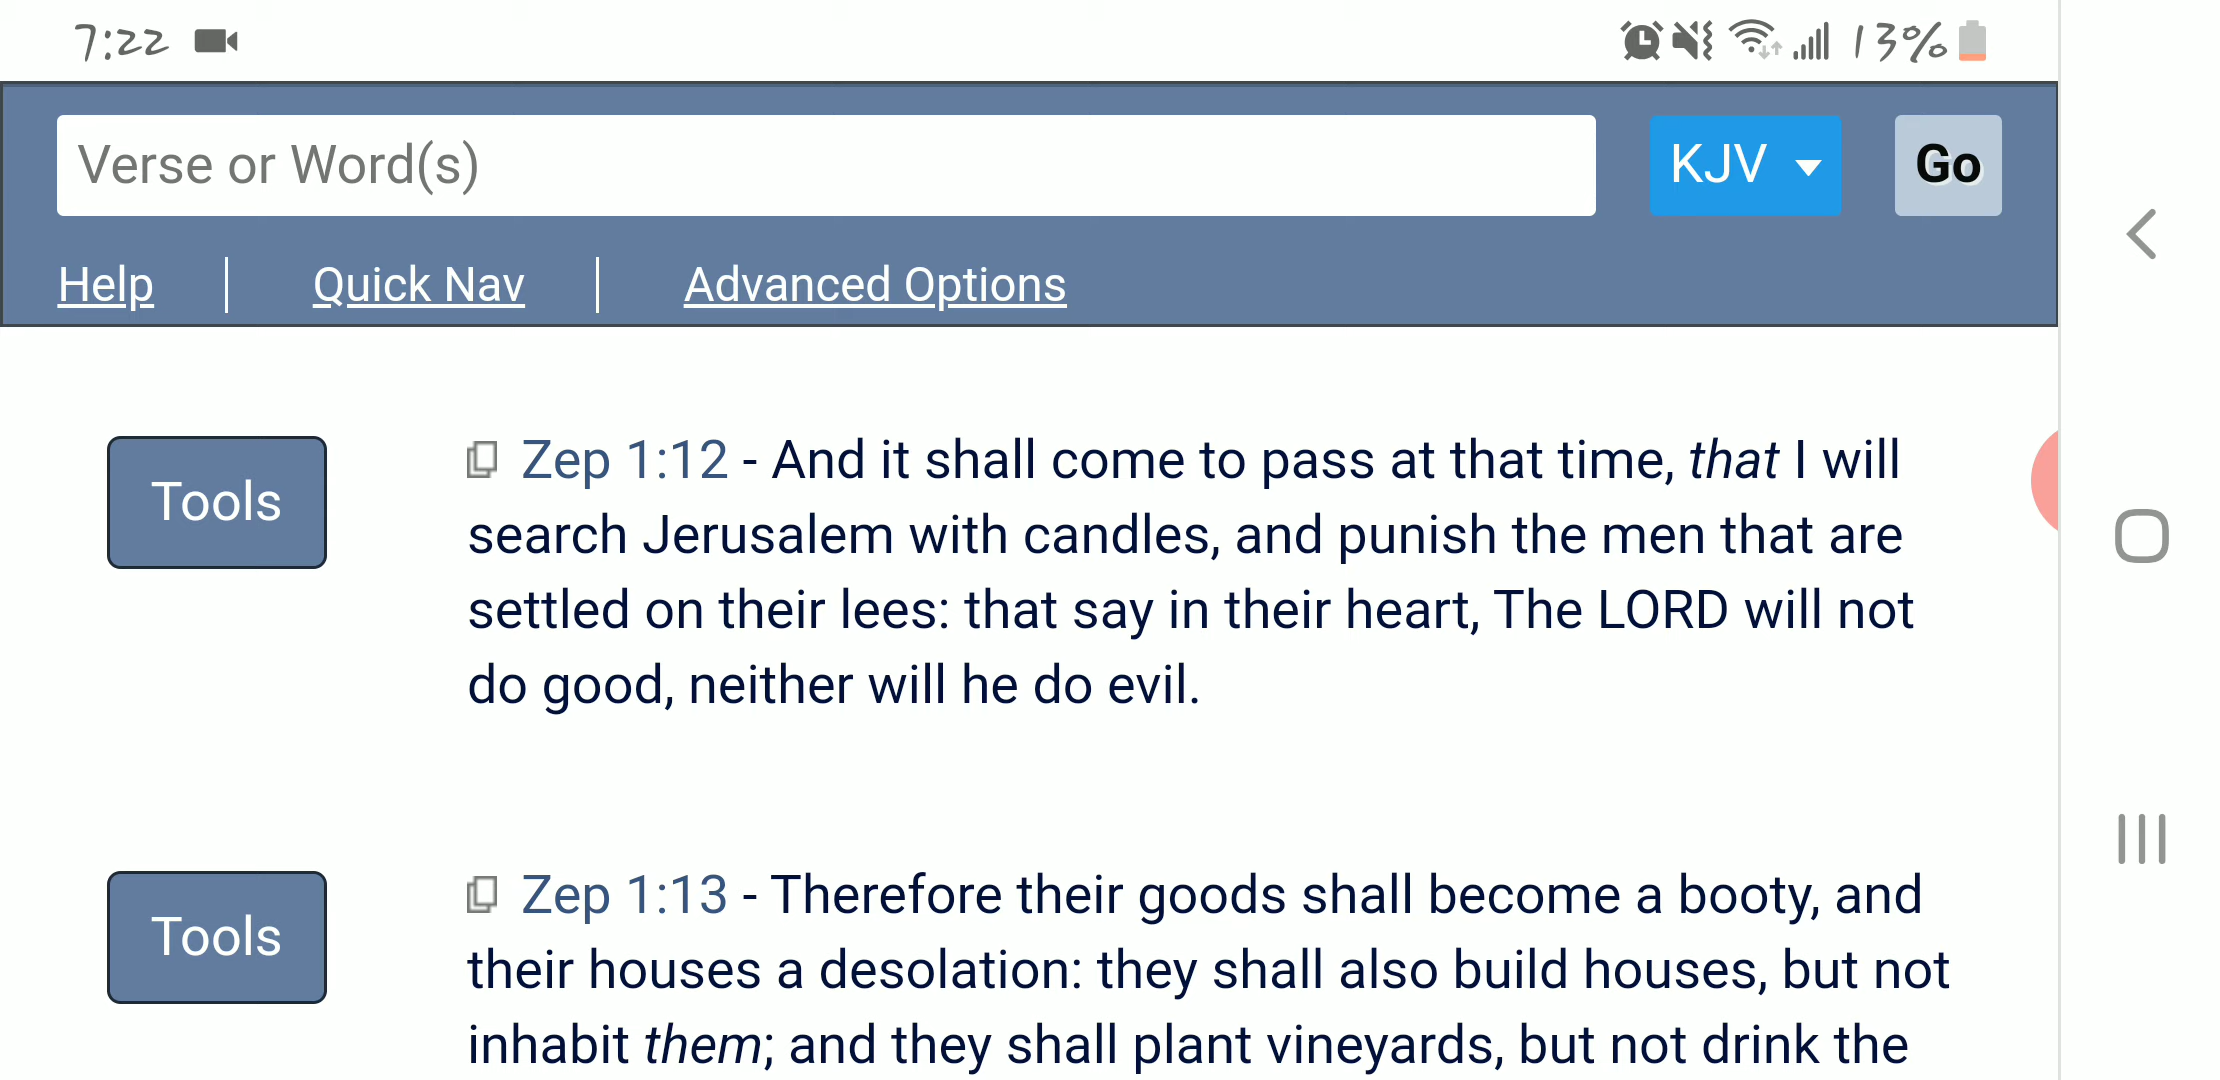 7:22 13%
Verse or Word(s) KJV Go
Help | Quick Nav | Advanced Options
Tools
Zep 1:12 - And it shall come to pass at that time, that I will
search Jerusalem with candles, and punish the men that are
settled on their lees: that say in their heart, The LORD will not
do good, neither will he do evil.
Tools
Zep 1:13 - Therefore their goods shall become a booty, and
their houses a desolation: they shall also build houses, but not
inhabit them; and they shall plant vineyards, but not drink the